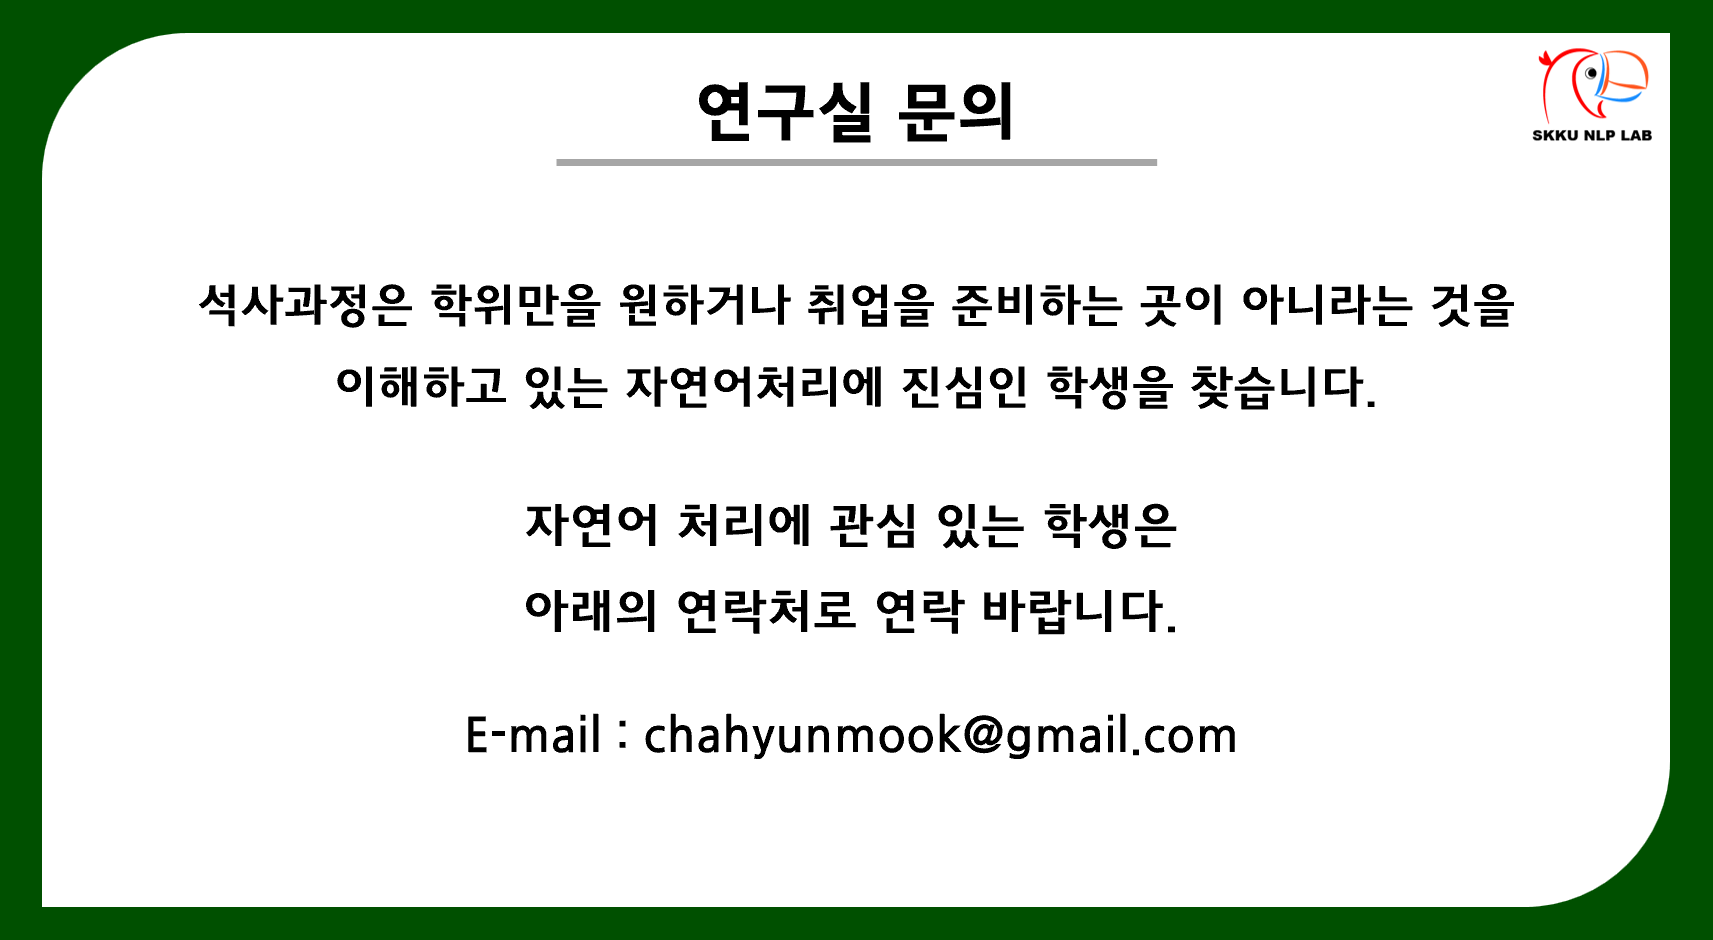 연구실 문의
SKKU NLP LAB
석사과정은 학위만을 원하거나 취업을 준비하는 곳이 아니라는 것을
이해하고 있는 자연어처리에 진심인 학생을 찾습니다.
자연어 처리에 관심 있는 학생은
아래의 연락처로 연락 바랍니다.
E-mail : chahyunmook@gmail.com